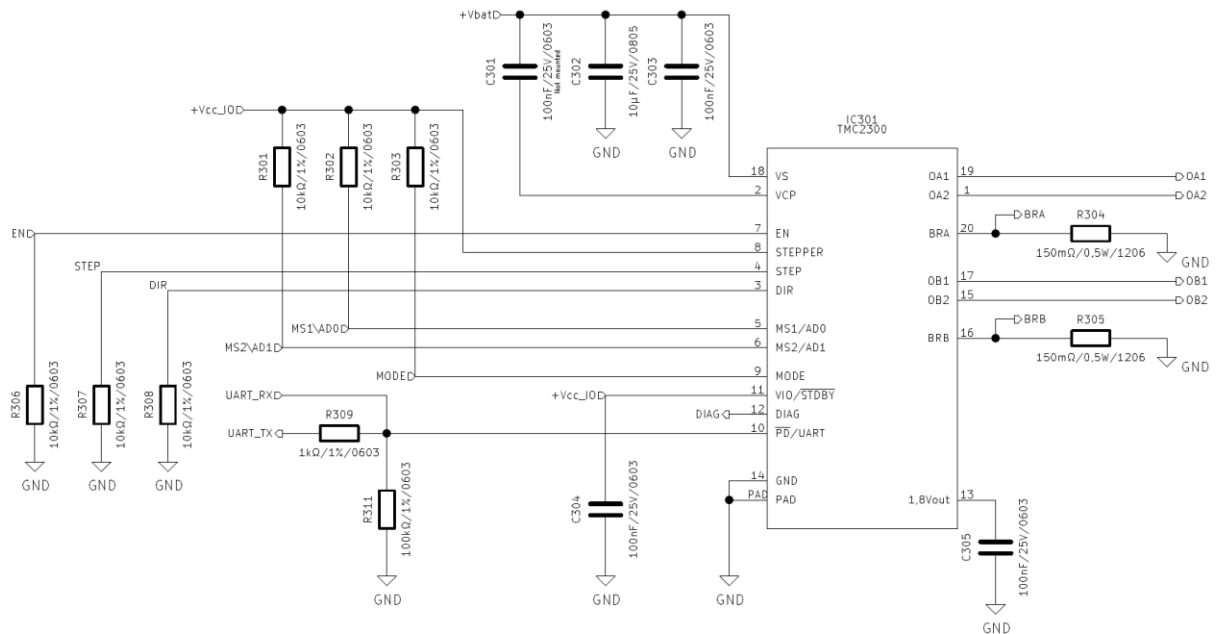 +Vbat
C301
100nF/25V/0603
Not mounted
C302
10µF/25V/0805
C303
100nF/25V/0603
GND
GND
+Vcc_IO
R301
10kΩ/1%/0603
R302
10kΩ/1%/0603
R303
10kΩ/1%/0603
IC301
TMC2300
18 VS
2 VCP
7 EN
8 STEPPER
4 STEP
3 DIR
5 MS1/AD0
6 MS2/AD1
9 MODE
11 VIO/STDBY
12 DIAG
10 PD/UART
14 GND
PAD PAD
OA1 19 OA1
OA2 1 OA2
BRA 20 BRA
R304
150mΩ/0,5W/1206
GND
OB1 17 OB1
OB2 15 OB2
BRB 16 BRB
R305
150mΩ/0,5W/1206
GND
1,8Vout 13
C305
100nF/25V/0603
GND
EN
STEP
DIR
MS1\AD0
MS2\AD1
MODE
R306
10kΩ/1%/0603
GND
R307
10kΩ/1%/0603
GND
R308
10kΩ/1%/0603
GND
UART_RX
UART_TX
R309
1kΩ/1%/0603
R311
100kΩ/1%/0603
GND
+Vcc_IO
DIAG
C304
100nF/25V/0603
GND
GND